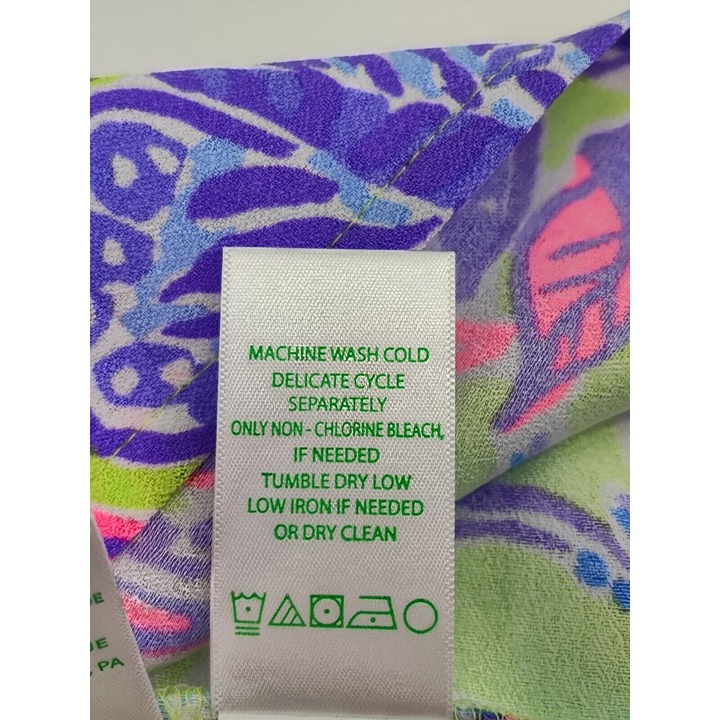 MACHINE WASH COLD
DELICATE CYCLE
SEPARATELY
ONLY NON - CHLORINE BLEACH,
IF NEEDED
TUMBLE DRY LOW
LOW IRON IF NEEDED
OR DRY CLEAN
PA